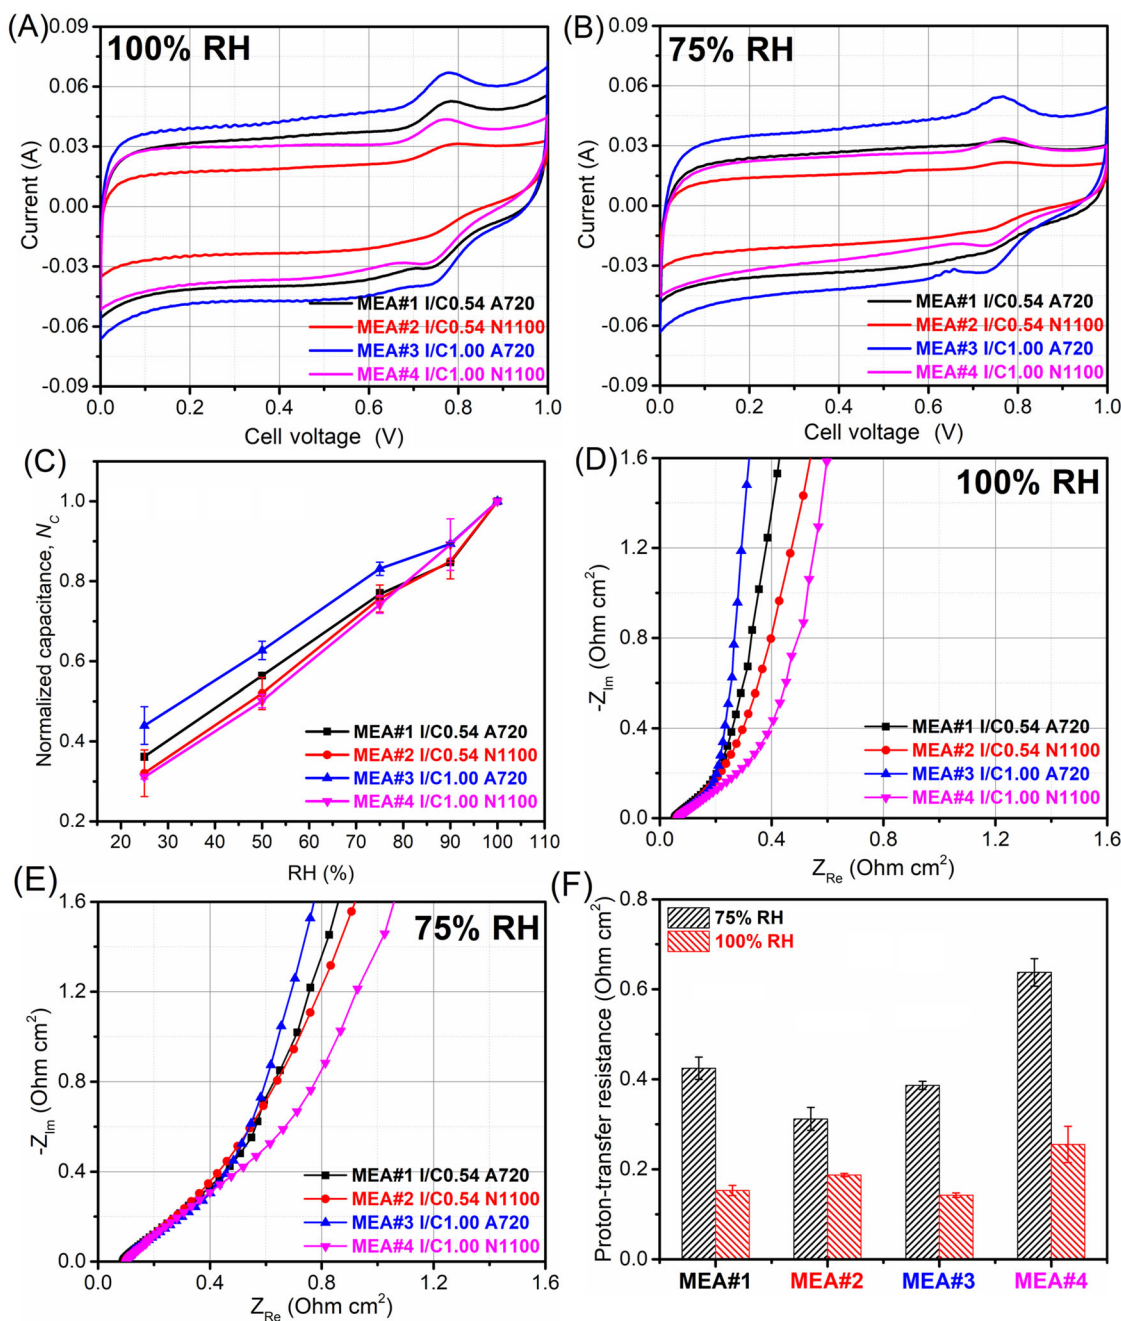 (A)
100% RH
Current (A)
0.09
0.06
0.03
0.00
-0.03
-0.06
-0.09
MEA#1 I/C0.54 A720
MEA#2 I/C0.54 N1100
MEA#3 I/C1.00 A720
MEA#4 I/C1.00 N1100
0.0 0.2 0.4 0.6 0.8 1.0
Cell voltage (V)
(B)
75% RH
Current (A)
0.09
0.06
0.03
0.00
-0.03
-0.06
-0.09
MEA#1 I/C0.54 A720
MEA#2 I/C0.54 N1100
MEA#3 I/C1.00 A720
MEA#4 I/C1.00 N1100
0.0 0.2 0.4 0.6 0.8 1.0
Cell voltage (V)
(C)
Normalized capacitance, N_C
1.0
0.8
0.6
0.4
0.2
MEA#1 I/C0.54 A720
MEA#2 I/C0.54 N1100
MEA#3 I/C1.00 A720
MEA#4 I/C1.00 N1100
20 30 40 50 60 70 80 90 100 110
RH (%)
(D)
100% RH
-Z_Im (Ohm cm²)
1.6
1.2
0.8
0.4
0.0
MEA#1 I/C0.54 A720
MEA#2 I/C0.54 N1100
MEA#3 I/C1.00 A720
MEA#4 I/C1.00 N1100
0.0 0.4 0.8 1.2 1.6
Z_Re (Ohm cm²)
(E)
75% RH
-Z_Im (Ohm cm²)
1.6
1.2
0.8
0.4
0.0
MEA#1 I/C0.54 A720
MEA#2 I/C0.54 N1100
MEA#3 I/C1.00 A720
MEA#4 I/C1.00 N1100
0.0 0.4 0.8 1.2 1.6
Z_Re (Ohm cm²)
(F)
Proton-transfer resistance (Ohm cm²)
0.8
0.6
0.4
0.2
0.0
75% RH
100% RH
MEA#1 MEA#2 MEA#3 MEA#4